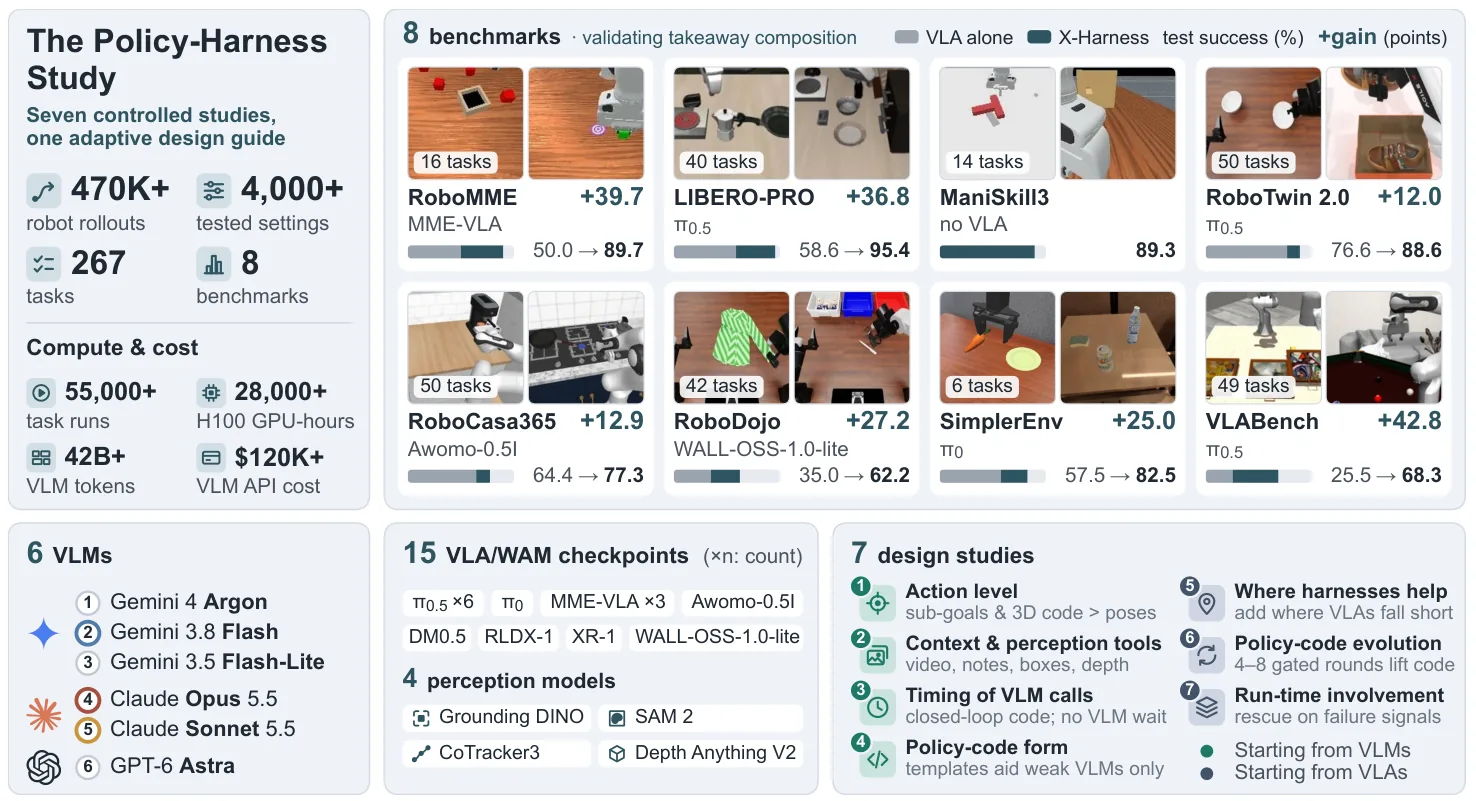 The Policy-Harness
Study
Seven controlled studies,
one adaptive design guide
470K+
robot rollouts
4,000+
tested settings
267
tasks
8
benchmarks
Compute & cost
55,000+
task runs
28,000+
H100 GPU-hours
42B+
VLM tokens
$120K+
VLM API cost
8 benchmarks · validating takeaway composition
VLA alone X-Harness test success (%) +gain (points)
16 tasks
RoboMME +39.7
MME-VLA
50.0 → 89.7
40 tasks
LIBERO-PRO +36.8
π0.5
58.6 → 95.4
14 tasks
ManiSkill3
no VLA
89.3
50 tasks
RoboTwin 2.0 +12.0
π0.5
76.6 → 88.6
50 tasks
RoboCasa365 +12.9
Awomo-0.5I
64.4 → 77.3
42 tasks
RoboDojo +27.2
WALL-OSS-1.0-lite
35.0 → 62.2
6 tasks
SimplerEnv +25.0
π0
57.5 → 82.5
49 tasks
VLABench +42.8
π0.5
25.5 → 68.3
6 VLMs
1 Gemini 4 Argon
2 Gemini 3.8 Flash
3 Gemini 3.5 Flash-Lite
4 Claude Opus 5.5
5 Claude Sonnet 5.5
6 GPT-6 Astra
15 VLA/WAM checkpoints (×n: count)
π0.5 ×6 π0 MME-VLA ×3 Awomo-0.5I
DM0.5 RLDX-1 XR-1 WALL-OSS-1.0-lite
4 perception models
Grounding DINO SAM 2
CoTracker3 Depth Anything V2
7 design studies
1 Action level
sub-goals & 3D code > poses
2 Context & perception tools
video, notes, boxes, depth
3 Timing of VLM calls
closed-loop code; no VLM wait
4 Policy-code form
templates aid weak VLMs only
5 Where harnesses help
add where VLAs fall short
6 Policy-code evolution
4–8 gated rounds lift code
7 Run-time involvement
rescue on failure signals
Starting from VLMs
Starting from VLAs